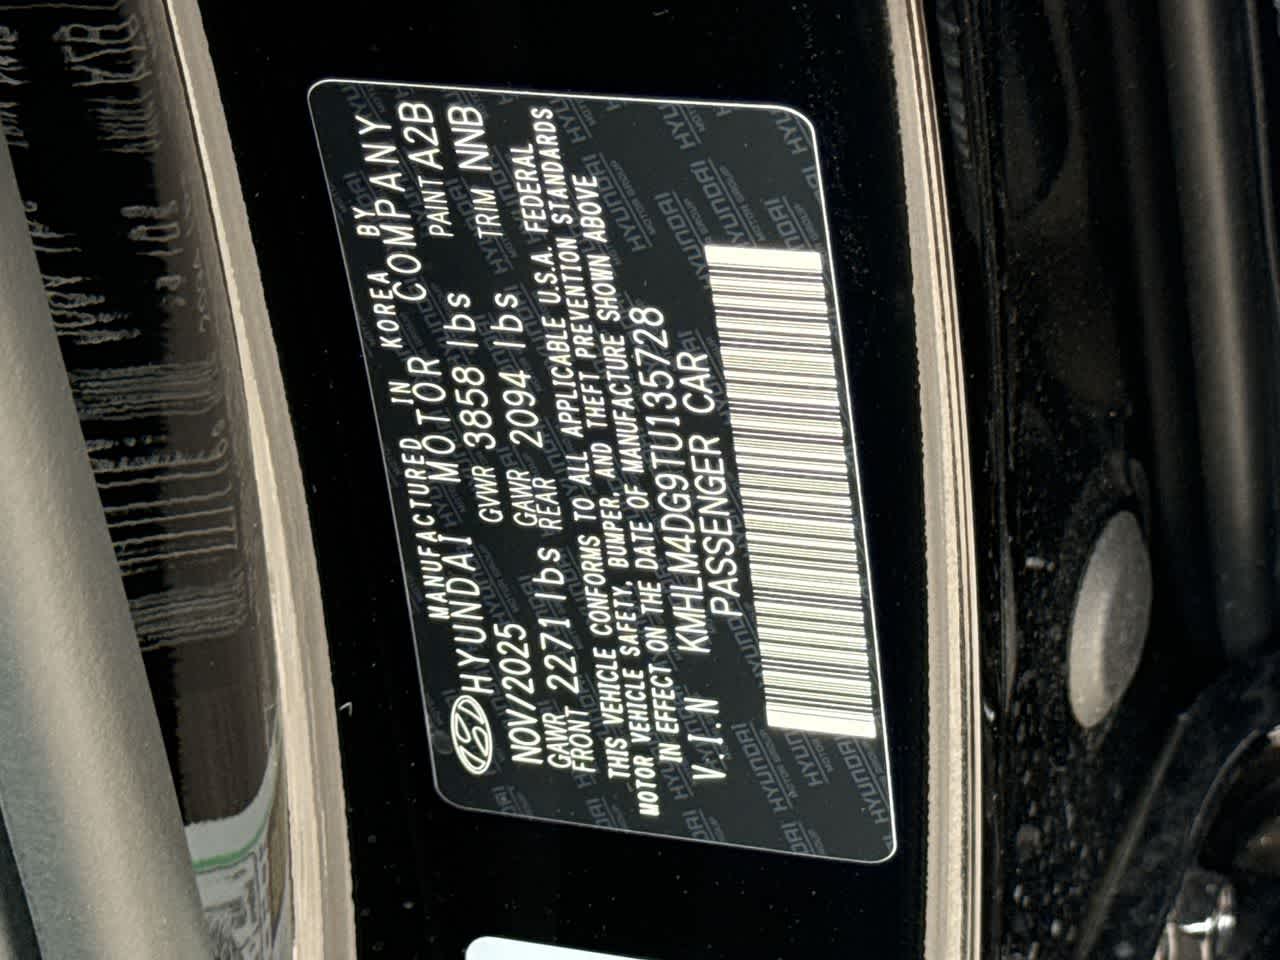 MANUFACTURED IN KOREA BY
HYUNDAI MOTOR COMPANY
NOV/2025 GVWR 3858 lbs PAINT A2B
GAWR FRONT 2271 lbs GAWR REAR 2094 lbs TRIM NNB
THIS VEHICLE CONFORMS TO ALL APPLICABLE U.S.A. FEDERAL
MOTOR VEHICLE SAFETY, BUMPER, AND THEFT PREVENTION STANDARDS
IN EFFECT ON THE DATE OF MANUFACTURE SHOWN ABOVE
V.I.N KMHLM4DG9TU135728
PASSENGER CAR